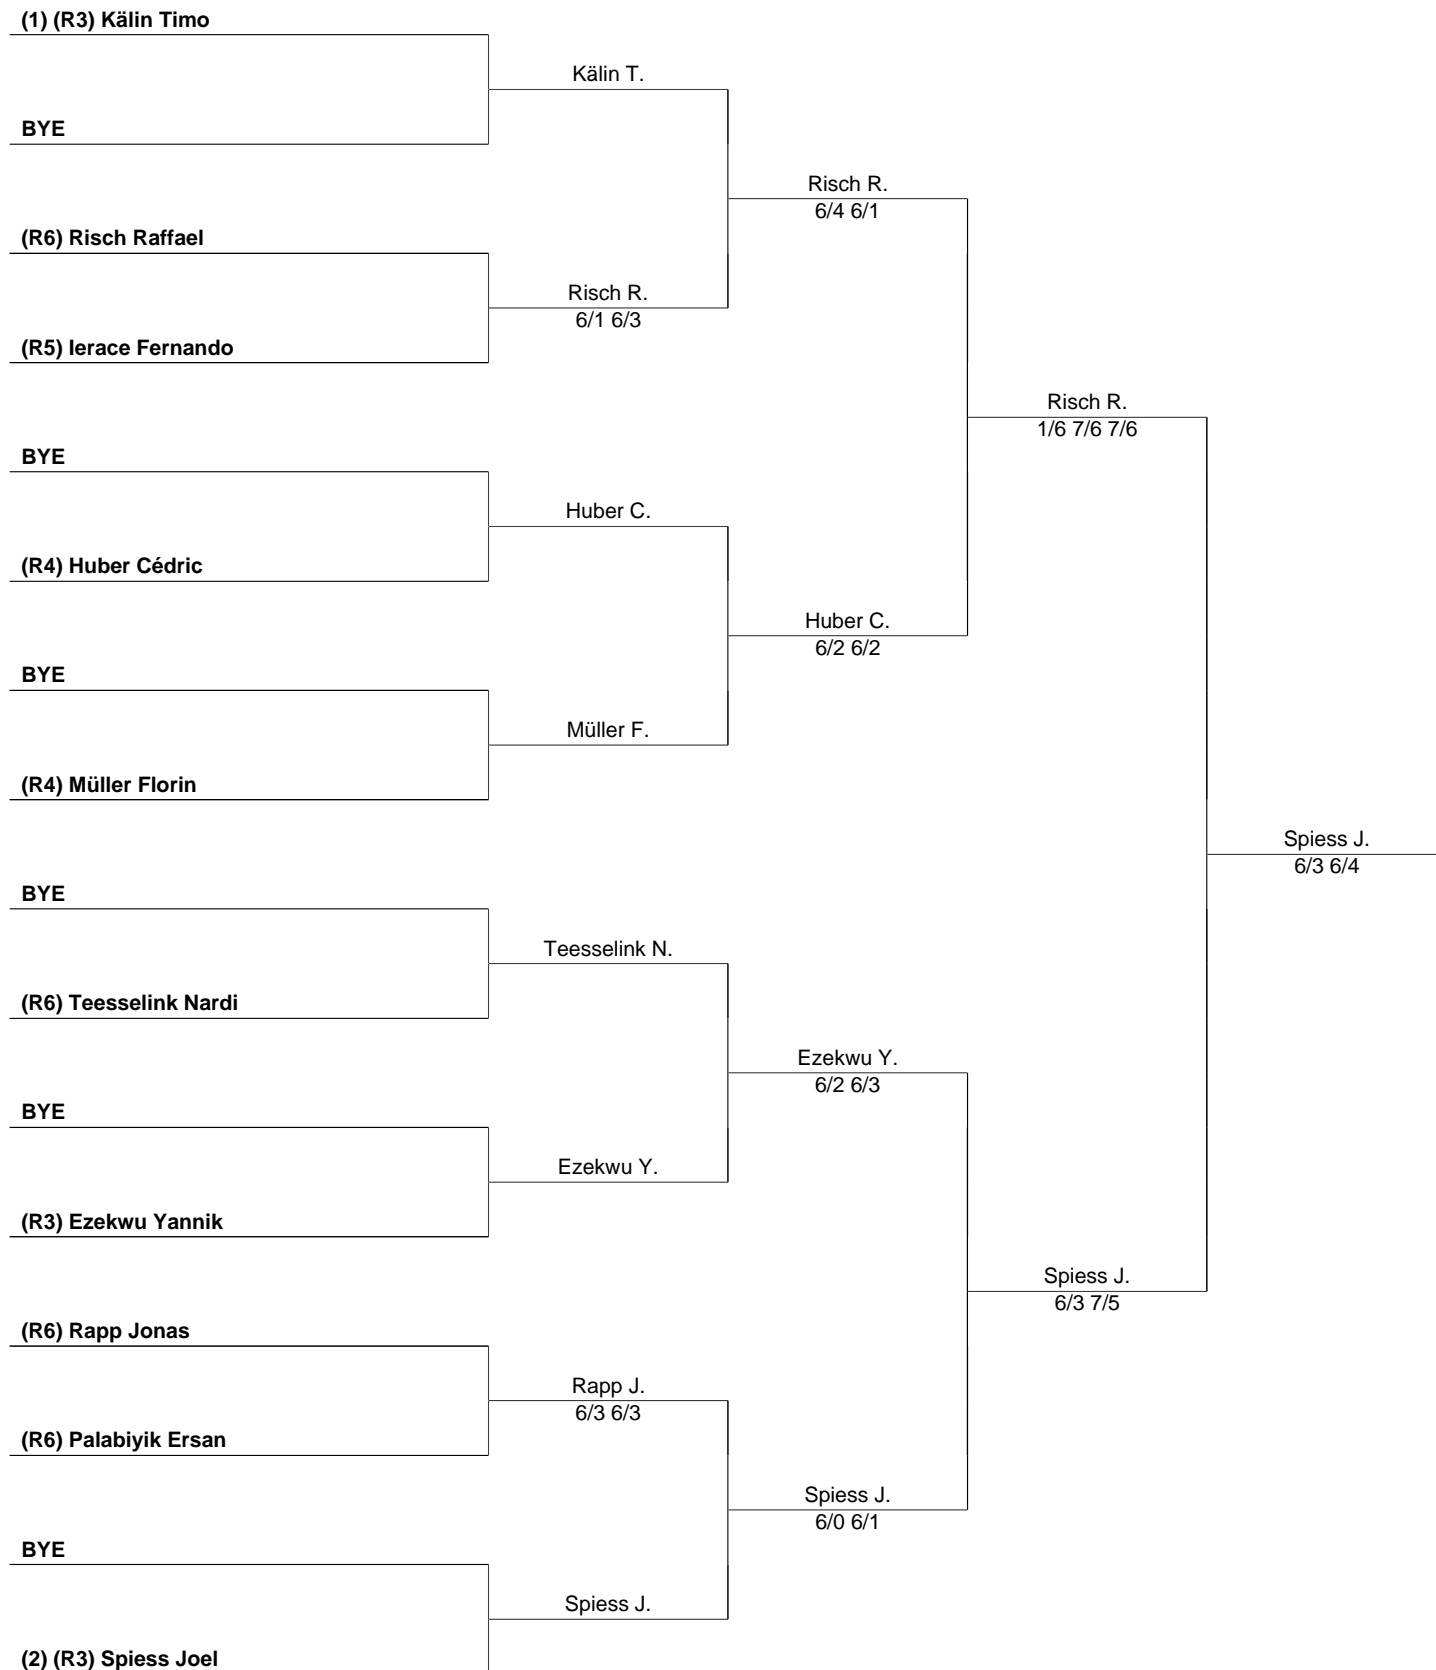 (1) (R3) Kälin Timo
Kälin T.
BYE
Risch R.
6/4 6/1
(R6) Risch Raffael
Risch R.
6/1 6/3
(R5) Ierace Fernando
Risch R.
1/6 7/6 7/6
BYE
Huber C.
(R4) Huber Cédric
Huber C.
6/2 6/2
BYE
Müller F.
(R4) Müller Florin
Spiess J.
6/3 6/4
BYE
Teesselink N.
(R6) Teesselink Nardi
Ezekwu Y.
6/2 6/3
BYE
Ezekwu Y.
(R3) Ezekwu Yannik
Spiess J.
6/3 7/5
(R6) Rapp Jonas
Rapp J.
6/3 6/3
(R6) Palabiyik Ersan
Spiess J.
6/0 6/1
BYE
Spiess J.
(2) (R3) Spiess Joel